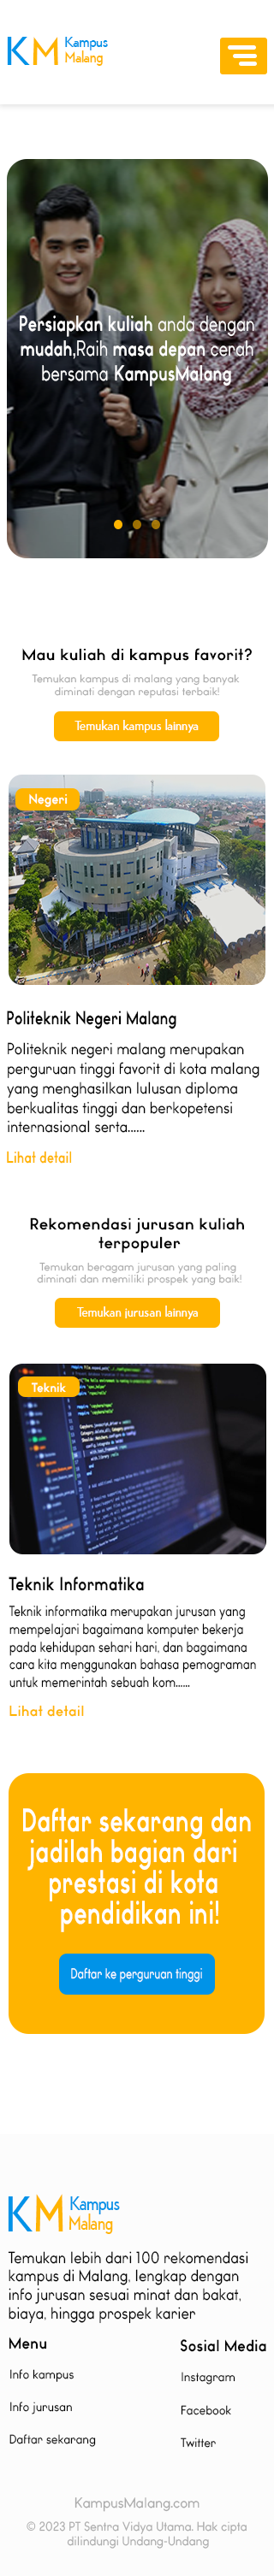 KM Kampus
Malang
Persiapkan kuliah anda dengan
mudah,Raih masa depan cerah
bersama KampusMalang
Mau kuliah di kampus favorit?
Temukan kampus di malang yang banyak
diminati dengan reputasi terbaik!
Temukan kampus lainnya
Negeri
Politeknik Negeri Malang
Politeknik negeri malang merupakan
perguruan tinggi favorit di kota malang
yang menghasilkan lulusan diploma
berkualitas tinggi dan berkopetensi
internasional serta......
Lihat detail
Rekomendasi jurusan kuliah
terpopuler
Temukan beragam jurusan yang paling
diminati dan memiliki prospek yang baik!
Temukan jurusan lainnya
Teknik
Teknik Informatika
Teknik informatika merupakan jurusan yang
mempelajari bagaimana komputer bekerja
pada kehidupan sehari hari, dan bagaimana
cara kita menggunakan bahasa pemograman
untuk memerintah sebuah kom......
Lihat detail
Daftar sekarang dan
jadilah bagian dari
prestasi di kota
pendidikan ini!
Daftar ke perguruan tinggi
KM Kampus
Malang
Temukan lebih dari 100 rekomendasi
kampus di Malang, lengkap dengan
info jurusan sesuai minat dan bakat,
biaya, hingga prospek karier
Menu
Info kampus
Info jurusan
Daftar sekarang
Sosial Media
Instagram
Facebook
Twitter
KampusMalang.com
© 2023 PT Sentra Vidya Utama. Hak cipta
dilindungi Undang-Undang